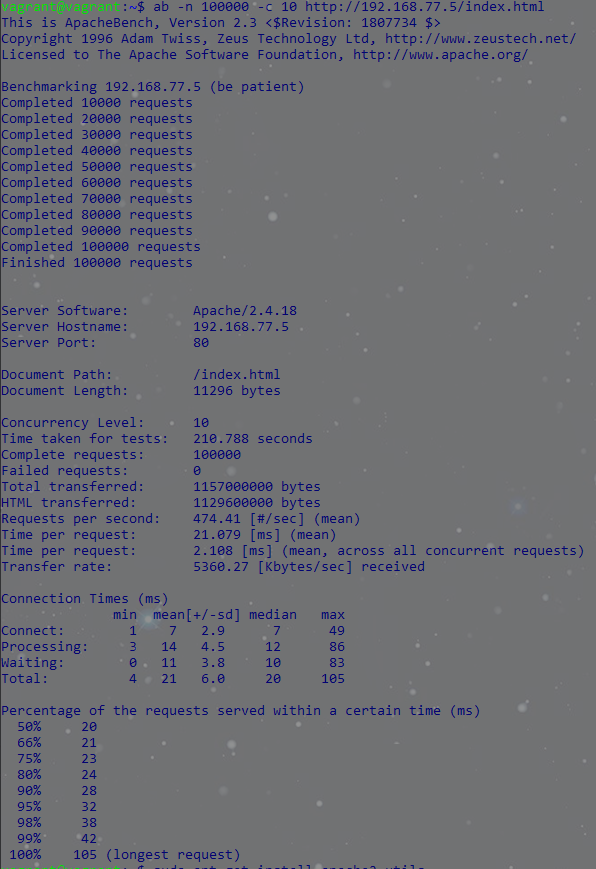 vagrant@vagrant:~$ ab -n 100000 -c 10 http://192.168.77.5/index.html
This is ApacheBench, Version 2.3 <$Revision: 1807734 $>
Copyright 1996 Adam Twiss, Zeus Technology Ltd, http://www.zeustech.net/
Licensed to The Apache Software Foundation, http://www.apache.org/
Benchmarking 192.168.77.5 (be patient)
Completed 10000 requests
Completed 20000 requests
Completed 30000 requests
Completed 40000 requests
Completed 50000 requests
Completed 60000 requests
Completed 70000 requests
Completed 80000 requests
Completed 90000 requests
Completed 100000 requests
Finished 100000 requests
Server Software: Apache/2.4.18
Server Hostname: 192.168.77.5
Server Port: 80
Document Path: /index.html
Document Length: 11296 bytes
Concurrency Level: 10
Time taken for tests: 210.788 seconds
Complete requests: 100000
Failed requests: 0
Total transferred: 1157000000 bytes
HTML transferred: 1129600000 bytes
Requests per second: 474.41 [#/sec] (mean)
Time per request: 21.079 [ms] (mean)
Time per request: 2.108 [ms] (mean, across all concurrent requests)
Transfer rate: 5360.27 [Kbytes/sec] received
Connection Times (ms)
min mean[+/-sd] median max
Connect: 1 7 2.9 7 49
Processing: 3 14 4.5 12 86
Waiting: 0 11 3.8 10 83
Total: 4 21 6.0 20 105
Percentage of the requests served within a certain time (ms)
50% 20
66% 21
75% 23
80% 24
90% 28
95% 32
98% 38
99% 42
100% 105 (longest request)
vagrant@vagrant:~$ sudo apt-get install apache2-utils